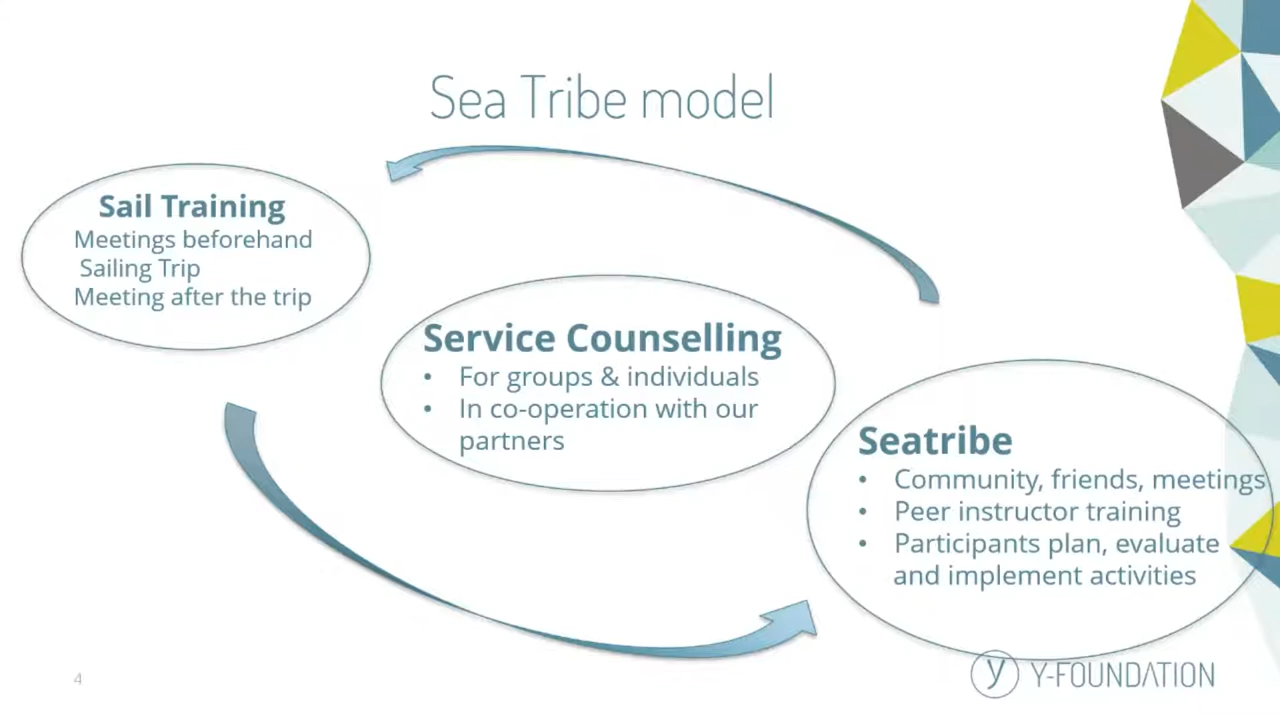 Sea Tribe model
Sail Training
Meetings beforehand
Sailing Trip
Meeting after the trip
Service Counselling
• For groups & individuals
• In co-operation with our
partners
Seatribe
• Community, friends, meetings
• Peer instructor training
• Participants plan, evaluate
and implement activities
4
y Y-FOUNDATION